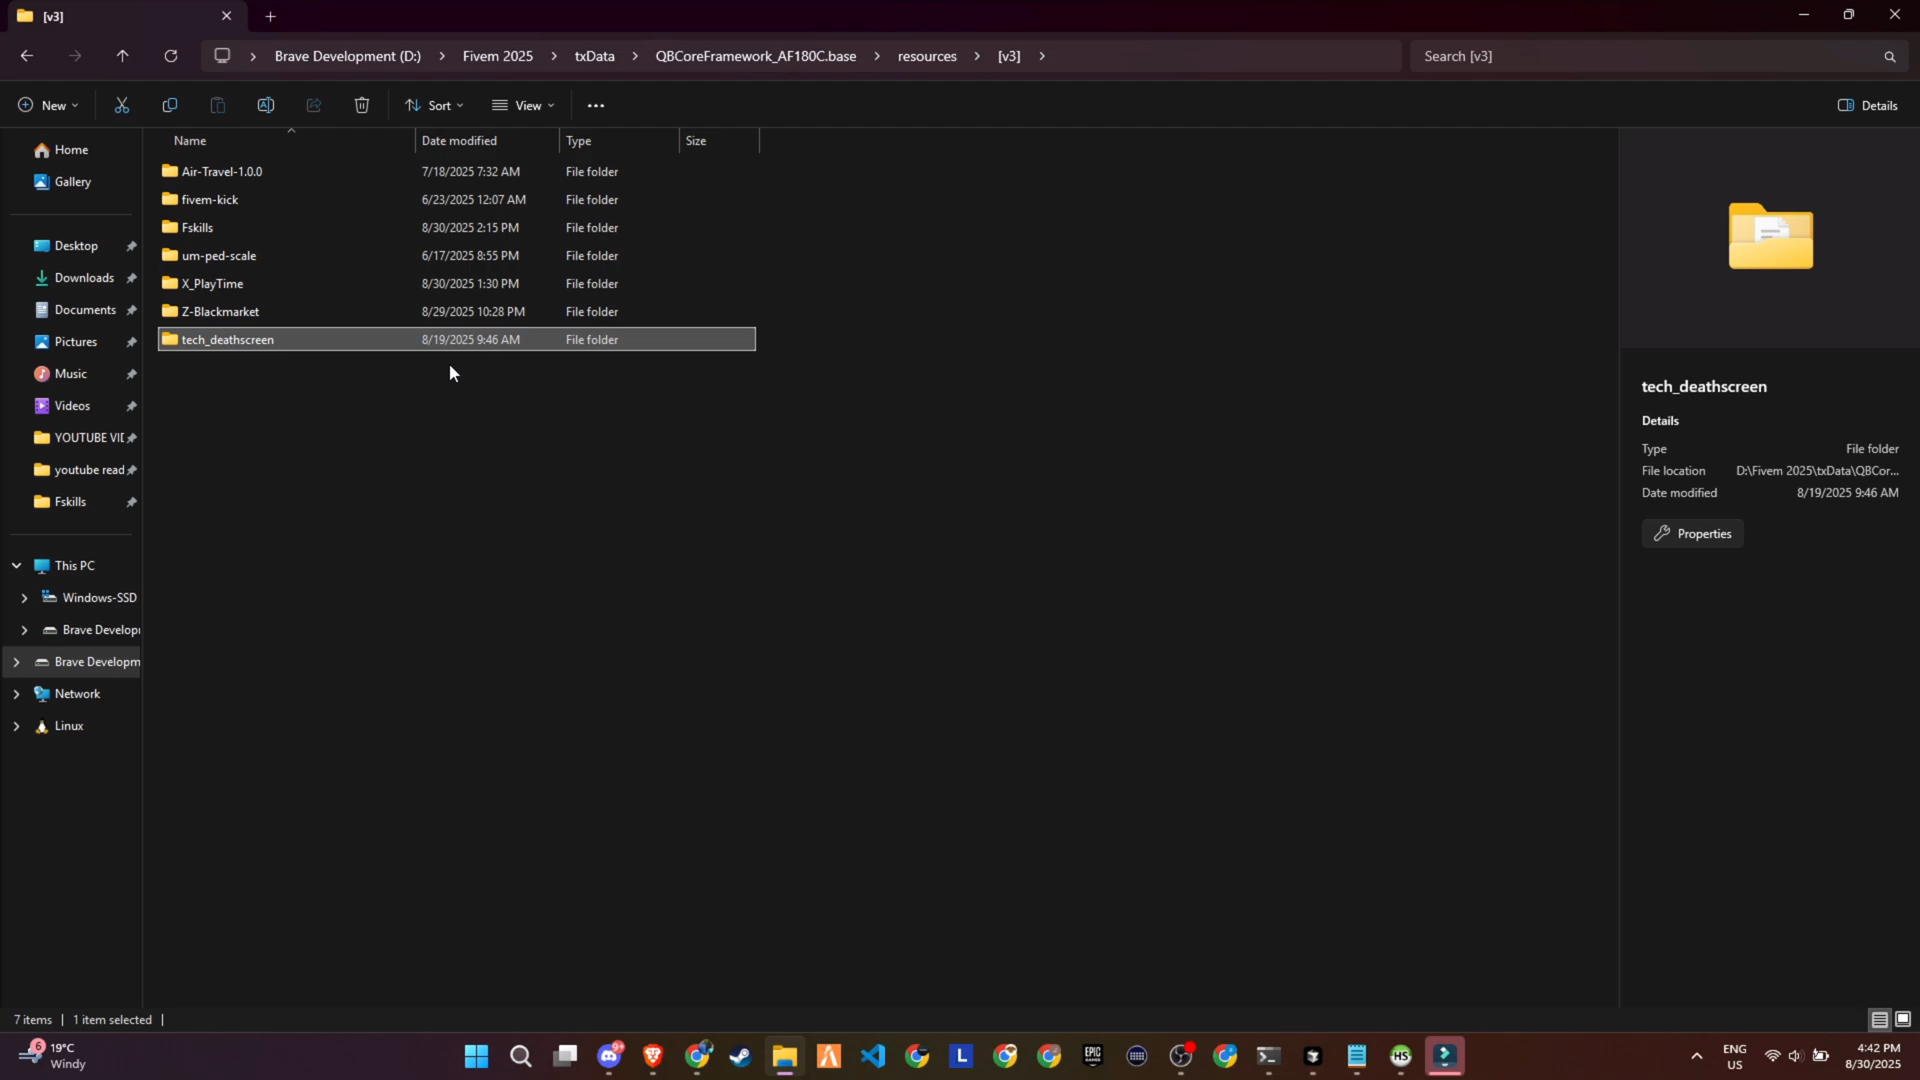 [v3]
Brave Development (D:) > Fivem 2025 > txData > QBCoreFramework_AF180C.base > resources > [v3] >
Search [v3]
New
Sort
View
Details
Name
Date modified
Type
Size
Home
Gallery
Desktop
Downloads
Documents
Pictures
Music
Videos
YOUTUBE VIE
youtube read
Fskills
This PC
Windows-SSD
Brave Develop
Brave Developm
Network
Linux
Air-Travel-1.0.0 7/18/2025 7:32 AM File folder
fivem-kick 6/23/2025 12:07 AM File folder
Fskills 8/30/2025 2:15 PM File folder
um-ped-scale 6/17/2025 8:55 PM File folder
X_PlayTime 8/30/2025 1:30 PM File folder
Z-Blackmarket 8/29/2025 10:28 PM File folder
tech_deathscreen 8/19/2025 9:46 AM File folder
tech_deathscreen
Details
Type File folder
File location D:\Fivem 2025\txData\QBCor...
Date modified 8/19/2025 9:46 AM
Properties
7 items | 1 item selected |
6
19°C
Windy
9+
L
EPIC GAMES
HS
ENG
US
4:42 PM
8/30/2025